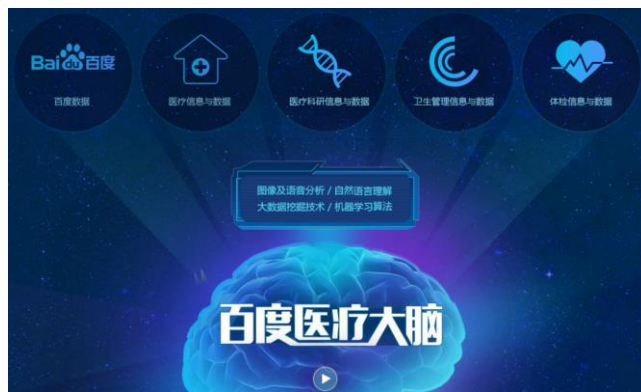 Bai du 百度
百度数据
医疗信息与数据
医疗科研信息与数据
卫生管理信息与数据
体检信息与数据
图像及语音分析 / 自然语言理解
大数据挖掘技术 / 机器学习算法
百度医疗大脑